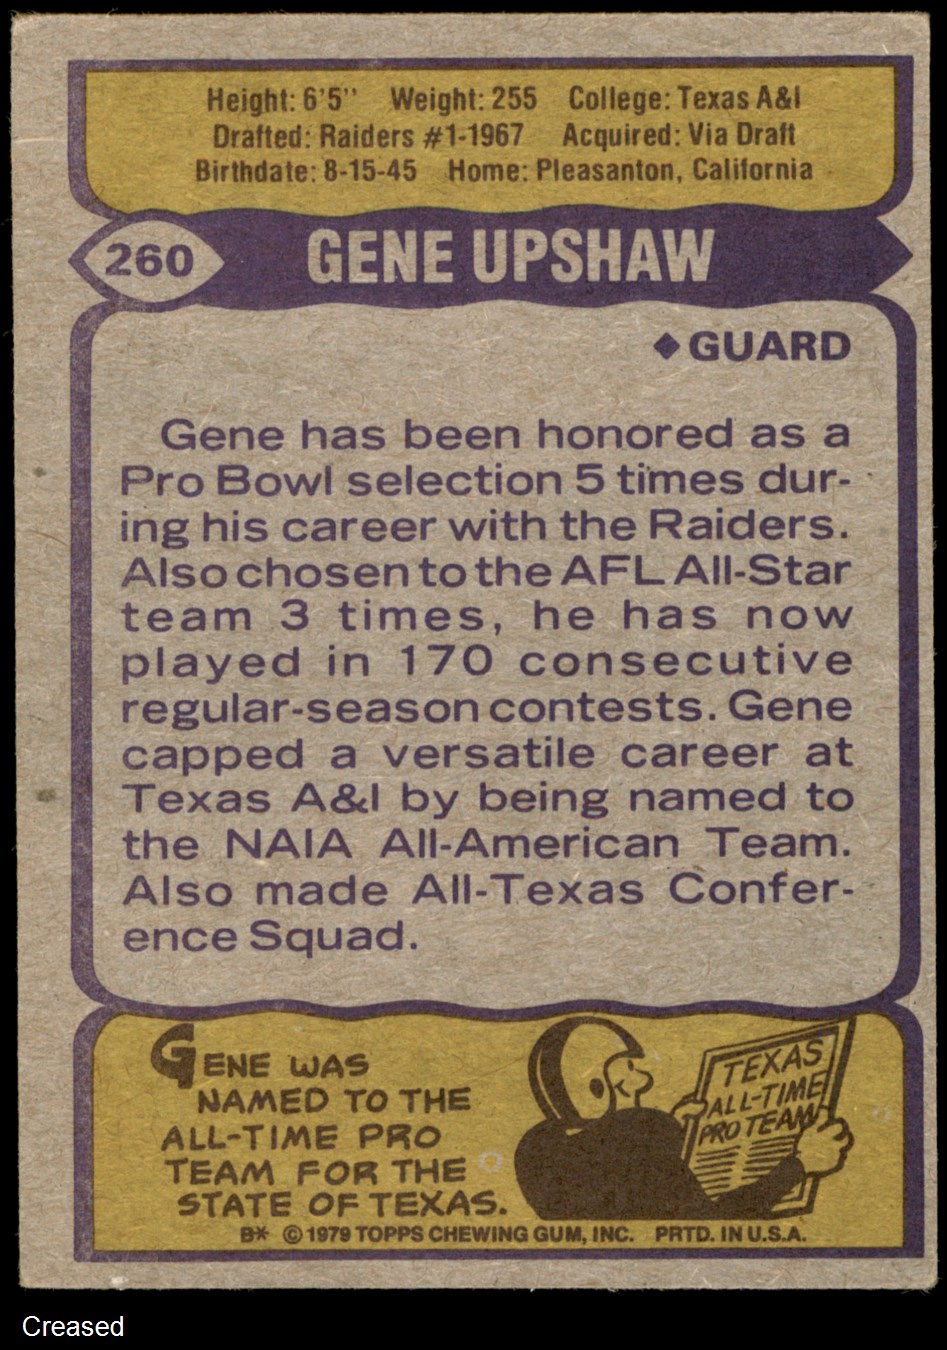 Height: 6'5" Weight: 255 College: Texas A&I
Drafted: Raiders #1-1967 Acquired: Via Draft
Birthdate: 8-15-45 Home: Pleasanton, California
260 GENE UPSHAW
◆ GUARD
Gene has been honored as a
Pro Bowl selection 5 times dur-
ing his career with the Raiders.
Also chosen to the AFL All-Star
team 3 times, he has now
played in 170 consecutive
regular-season contests. Gene
capped a versatile career at
Texas A&I by being named to
the NAIA All-American Team.
Also made All-Texas Confer-
ence Squad.
GENE WAS
NAMED TO THE
ALL-TIME PRO
TEAM FOR THE
STATE OF TEXAS.
TEXAS
ALL-TIME
PRO TEAM
B* © 1979 TOPPS CHEWING GUM, INC. PRTD. IN U.S.A.
Creased